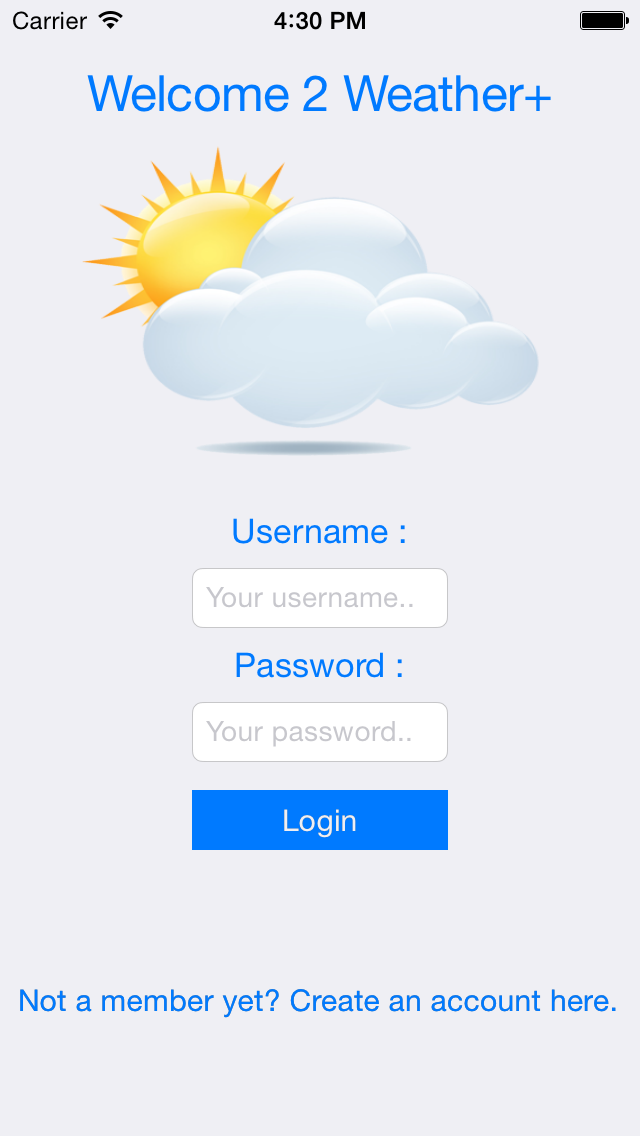 Carrier 4:30 PM
Welcome 2 Weather+
Username :
Your username..
Password :
Your password..
Login
Not a member yet? Create an account here.